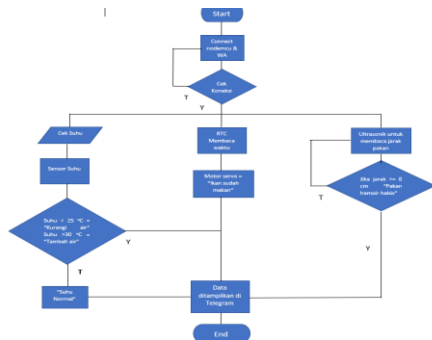 Start
Connect
nodemcu &
WA
Cek
Koneksi
T
Y
Cek Suhu
RTC
Membaca
waktu
Ultrasonik untuk
membaca jarak
pakan
Sensor Suhu
Motor servo =
"Ikan sudah
makan"
Jika jarak >= 8
cm "Pakan
hampir habis"
T
Suhu < 25 °C =
"Kurangi air"
Suhu >30 °C =
"Tambah air"
Y
Y
T
"Suhu
Normal"
Data
ditampilkan di
Telegram
End